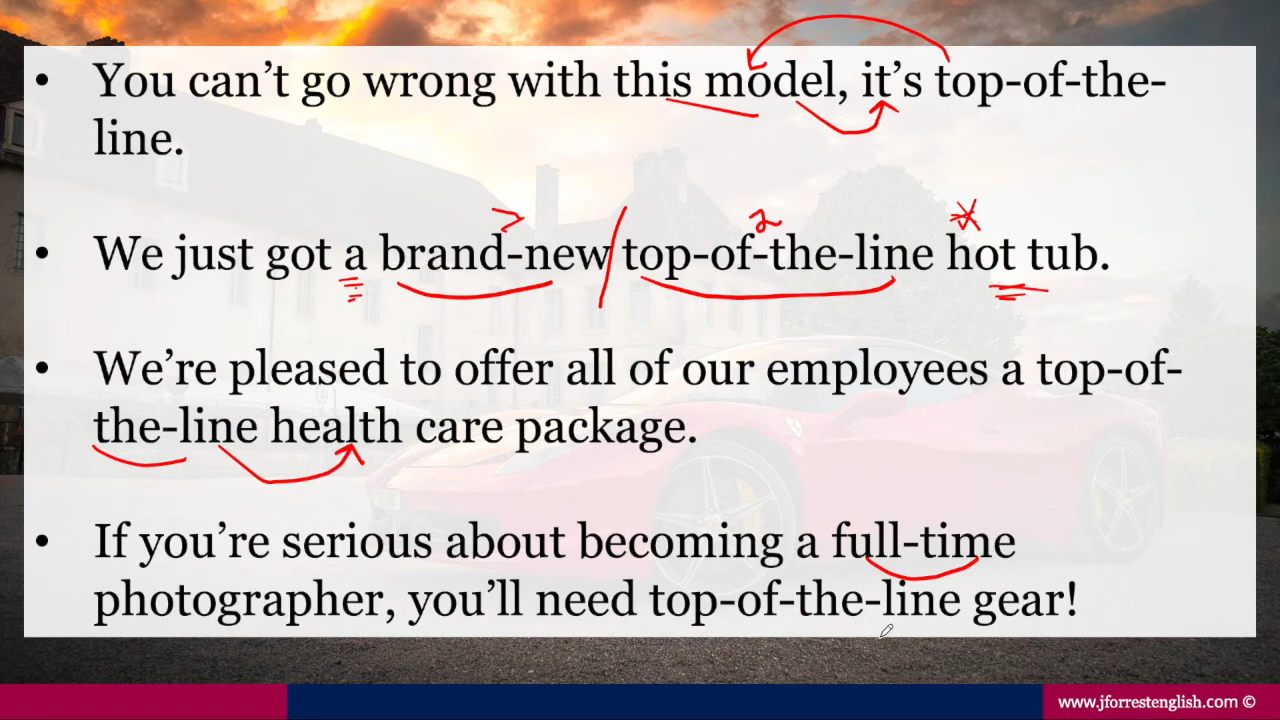 • You can’t go wrong with this model, it’s top-of-the-
line.
2
• We just got a brand-new top-of-the-line hot tub.
• We’re pleased to offer all of our employees a top-of-
the-line health care package.
• If you’re serious about becoming a full-time
photographer, you’ll need top-of-the-line gear!
www.jforrestenglish.com ©